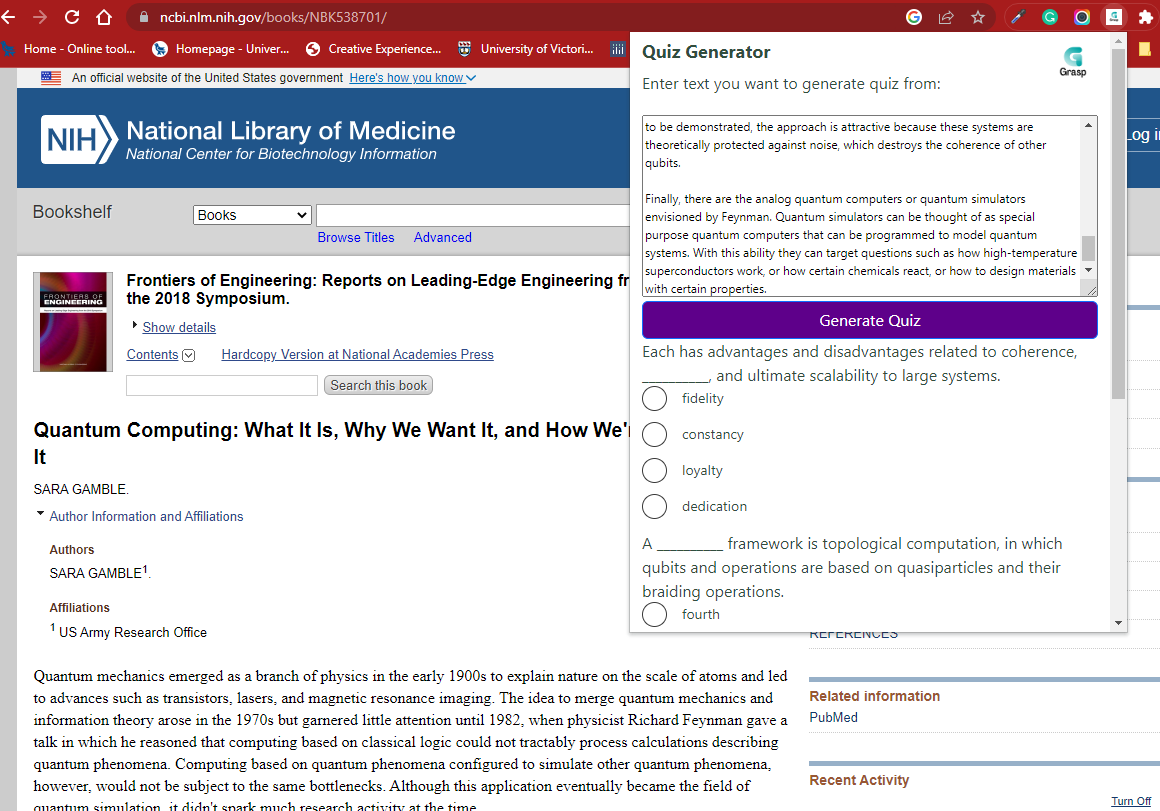 ncbi.nlm.nih.gov/books/NBK538701/
Home - Online tool...
Homepage - Univer...
Creative Experience...
University of Victori...
An official website of the United States government Here's how you know
NIH
National Library of Medicine
National Center for Biotechnology Information
Log i
Bookshelf
Books
Browse Titles
Advanced
FRONTIERS OF
ENGINEERING
Frontiers of Engineering: Reports on Leading-Edge Engineering fr
the 2018 Symposium.
Show details
Contents
Hardcopy Version at National Academies Press
Search this book
Quantum Computing: What It Is, Why We Want It, and How We'
It
SARA GAMBLE.
Author Information and Affiliations
Authors
SARA GAMBLE1.
Affiliations
1 US Army Research Office
Quantum mechanics emerged as a branch of physics in the early 1900s to explain nature on the scale of atoms and led
to advances such as transistors, lasers, and magnetic resonance imaging. The idea to merge quantum mechanics and
information theory arose in the 1970s but garnered little attention until 1982, when physicist Richard Feynman gave a
talk in which he reasoned that computing based on classical logic could not tractably process calculations describing
quantum phenomena. Computing based on quantum phenomena configured to simulate other quantum phenomena,
however, would not be subject to the same bottlenecks. Although this application eventually became the field of
quantum simulation, it didn't spark much research activity at the time.
Quiz Generator
Grasp
Enter text you want to generate quiz from:
to be demonstrated, the approach is attractive because these systems are
theoretically protected against noise, which destroys the coherence of other
qubits.
Finally, there are the analog quantum computers or quantum simulators
envisioned by Feynman. Quantum simulators can be thought of as special
purpose quantum computers that can be programmed to model quantum
systems. With this ability they can target questions such as how high-temperature
superconductors work, or how certain chemicals react, or how to design materials
with certain properties.
Generate Quiz
Each has advantages and disadvantages related to coherence,
__________, and ultimate scalability to large systems.
fidelity
constancy
loyalty
dedication
A __________ framework is topological computation, in which
qubits and operations are based on quasiparticles and their
braiding operations.
fourth
REFERENCES
Related information
PubMed
Recent Activity
Turn Off